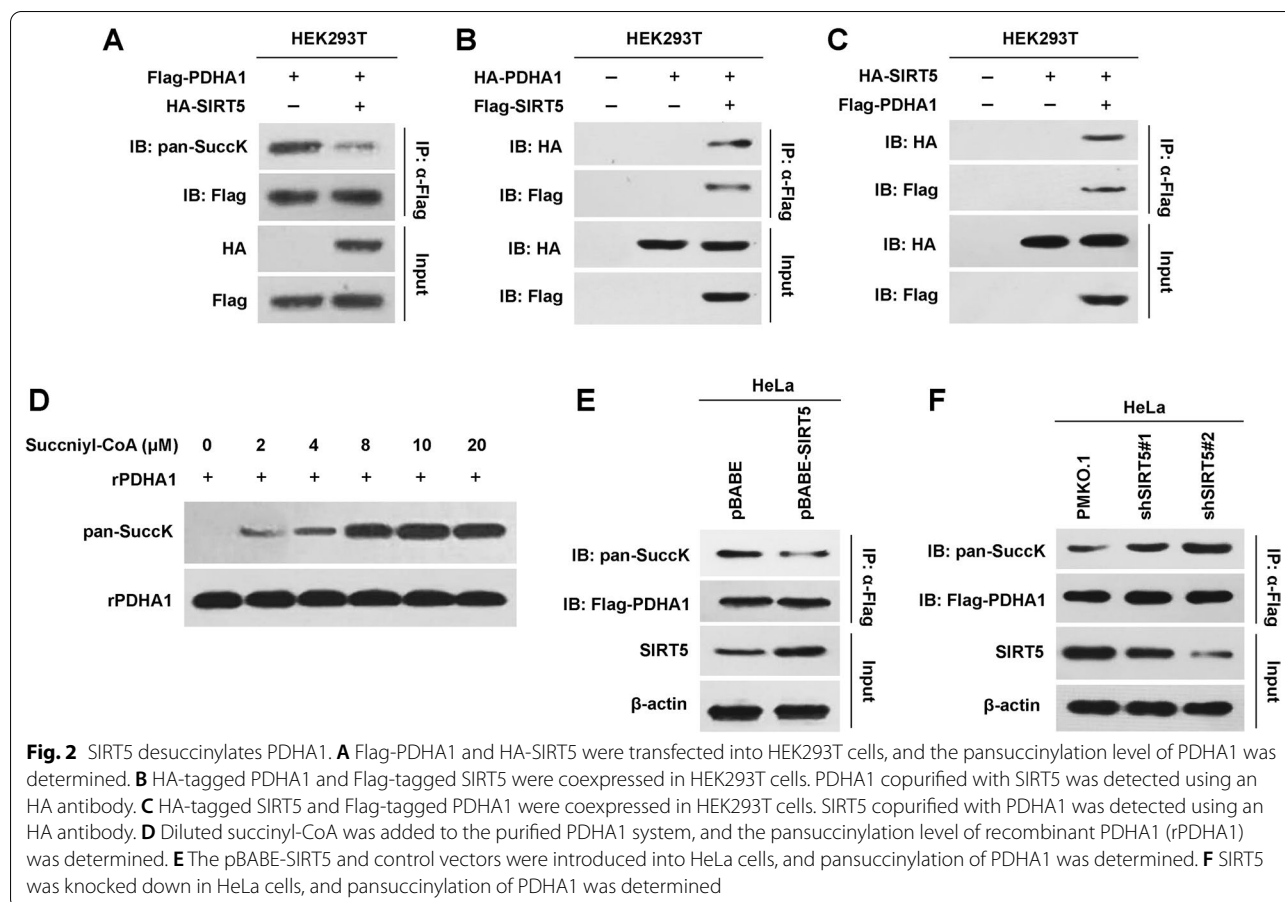 A
HEK293T
Flag-PDHA1 + +
HA-SIRT5 – +
IB: pan-SuccK
IB: Flag
IP: α-Flag
HA
Flag
Input
B
HEK293T
HA-PDHA1 – + +
Flag-SIRT5 – – +
IB: HA
IB: Flag
IP: α-Flag
IB: HA
IB: Flag
Input
C
HEK293T
HA-SIRT5 – + +
Flag-PDHA1 – – +
IB: HA
IB: Flag
IP: α-Flag
IB: HA
IB: Flag
Input
D
Succniyl-CoA (μM) 0 2 4 8 10 20
rPDHA1 + + + + + +
pan-SuccK
rPDHA1
E
HeLa
pBABE
pBABE-SIRT5
IB: pan-SuccK
IB: Flag-PDHA1
IP: α-Flag
SIRT5
β-actin
Input
F
HeLa
PMKO.1
shSIRT5#1
shSIRT5#2
IB: pan-SuccK
IB: Flag-PDHA1
IP: α-Flag
SIRT5
β-actin
Input
Fig. 2 SIRT5 desuccinylates PDHA1. A Flag-PDHA1 and HA-SIRT5 were transfected into HEK293T cells, and the pansuccinylation level of PDHA1 was
determined. B HA-tagged PDHA1 and Flag-tagged SIRT5 were coexpressed in HEK293T cells. PDHA1 copurified with SIRT5 was detected using an
HA antibody. C HA-tagged SIRT5 and Flag-tagged PDHA1 were coexpressed in HEK293T cells. SIRT5 copurified with PDHA1 was detected using an
HA antibody. D Diluted succinyl-CoA was added to the purified PDHA1 system, and the pansuccinylation level of recombinant PDHA1 (rPDHA1)
was determined. E The pBABE-SIRT5 and control vectors were introduced into HeLa cells, and pansuccinylation of PDHA1 was determined. F SIRT5
was knocked down in HeLa cells, and pansuccinylation of PDHA1 was determined